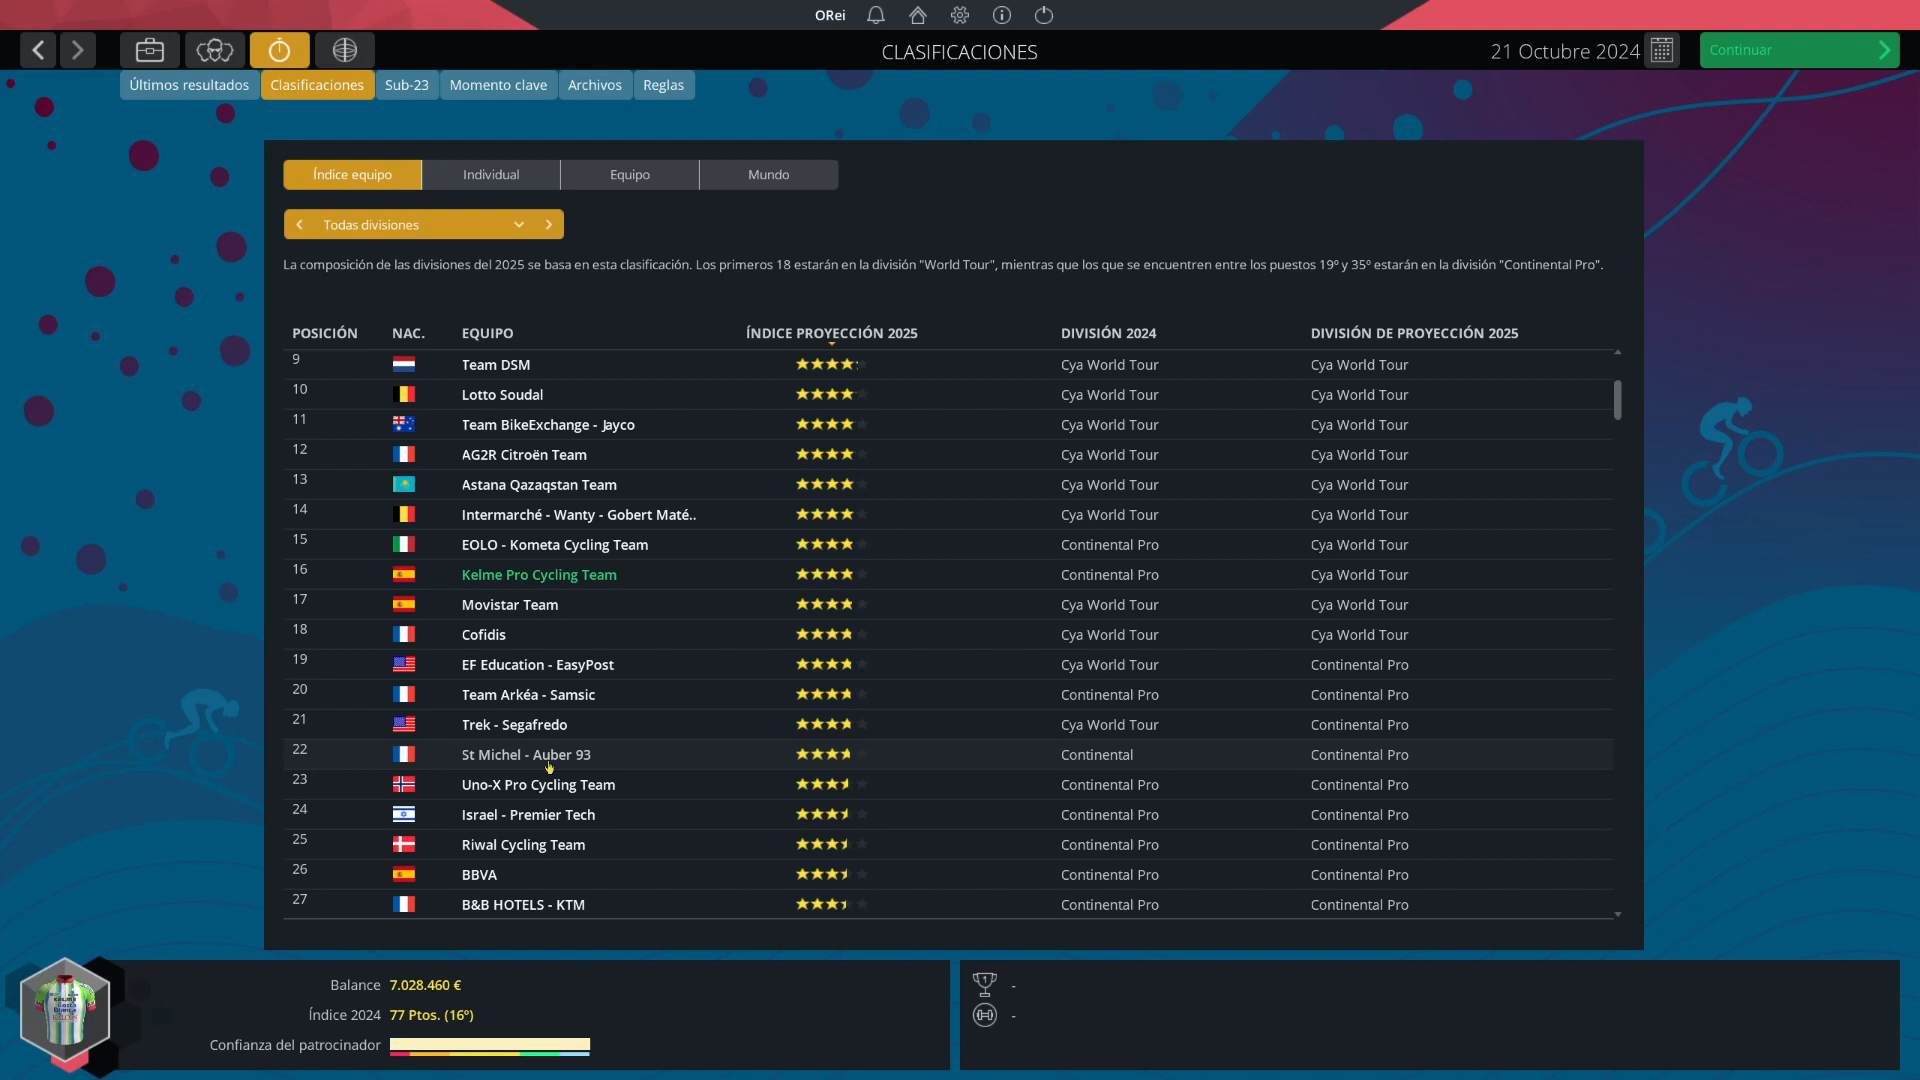 ORei
CLASIFICACIONES
21 Octubre 2024
Continuar
Últimos resultados Clasificaciones Sub-23 Momento clave Archivos Reglas
Índice equipo Individual Equipo Mundo
Todas divisiones
La composición de las divisiones del 2025 se basa en esta clasificación. Los primeros 18 estarán en la división "World Tour", mientras que los que se encuentren entre los puestos 19º y 35º estarán en la división "Continental Pro".
POSICIÓN NAC. EQUIPO ÍNDICE PROYECCIÓN 2025 DIVISIÓN 2024 DIVISIÓN DE PROYECCIÓN 2025
9 Team DSM Cya World Tour Cya World Tour
10 Lotto Soudal Cya World Tour Cya World Tour
11 Team BikeExchange - Jayco Cya World Tour Cya World Tour
12 AG2R Citroën Team Cya World Tour Cya World Tour
13 Astana Qazaqstan Team Cya World Tour Cya World Tour
14 Intermarché - Wanty - Gobert Maté.. Cya World Tour Cya World Tour
15 EOLO - Kometa Cycling Team Continental Pro Cya World Tour
16 Kelme Pro Cycling Team Continental Pro Cya World Tour
17 Movistar Team Cya World Tour Cya World Tour
18 Cofidis Cya World Tour Cya World Tour
19 EF Education - EasyPost Cya World Tour Continental Pro
20 Team Arkéa - Samsic Continental Pro Continental Pro
21 Trek - Segafredo Cya World Tour Continental Pro
22 St Michel - Auber 93 Continental Continental Pro
23 Uno-X Pro Cycling Team Continental Pro Continental Pro
24 Israel - Premier Tech Continental Pro Continental Pro
25 Riwal Cycling Team Continental Pro Continental Pro
26 BBVA Continental Pro Continental Pro
27 B&B HOTELS - KTM Continental Pro Continental Pro
Balance 7.028.460 €
Índice 2024 77 Ptos. (16º)
Confianza del patrocinador
-
-